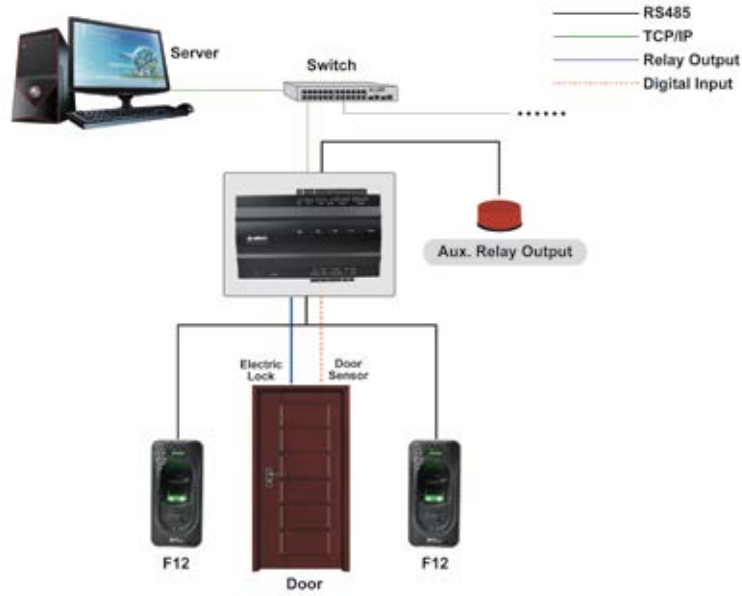 RS485
TCP/IP
Relay Output
Digital Input
Server
Switch
Aux. Relay Output
Electric
Lock
Door
Sensor
F12
F12
Door